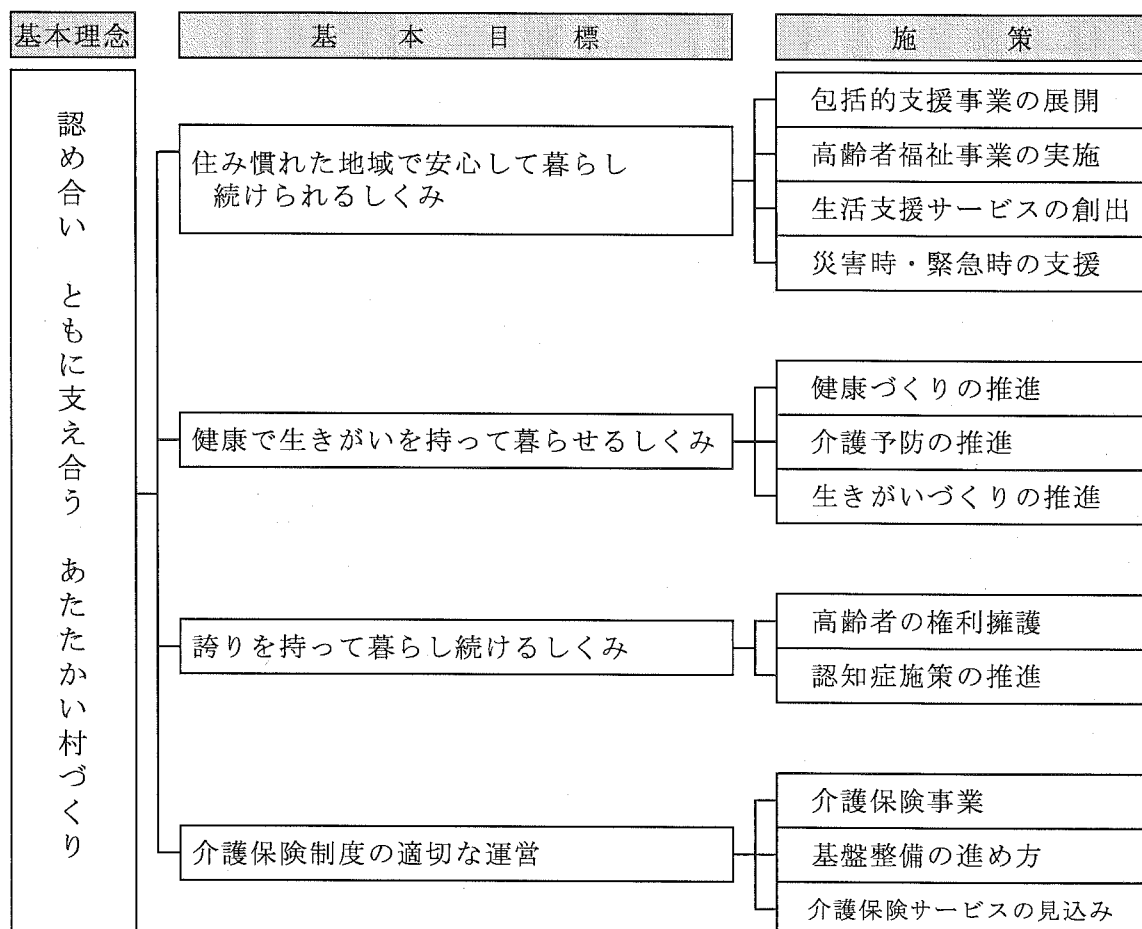 基本理念
基本目標
施策
認め合い ともに支え合う あたたかい村づくり
住み慣れた地域で安心して暮らし
続けられるしくみ
包括的支援事業の展開
高齢者福祉事業の実施
生活支援サービスの創出
災害時・緊急時の支援
健康で生きがいを持って暮らせるしくみ
健康づくりの推進
介護予防の推進
生きがいづくりの推進
誇りを持って暮らし続けるしくみ
高齢者の権利擁護
認知症施策の推進
介護保険制度の適切な運営
介護保険事業
基盤整備の進め方
介護保険サービスの見込み